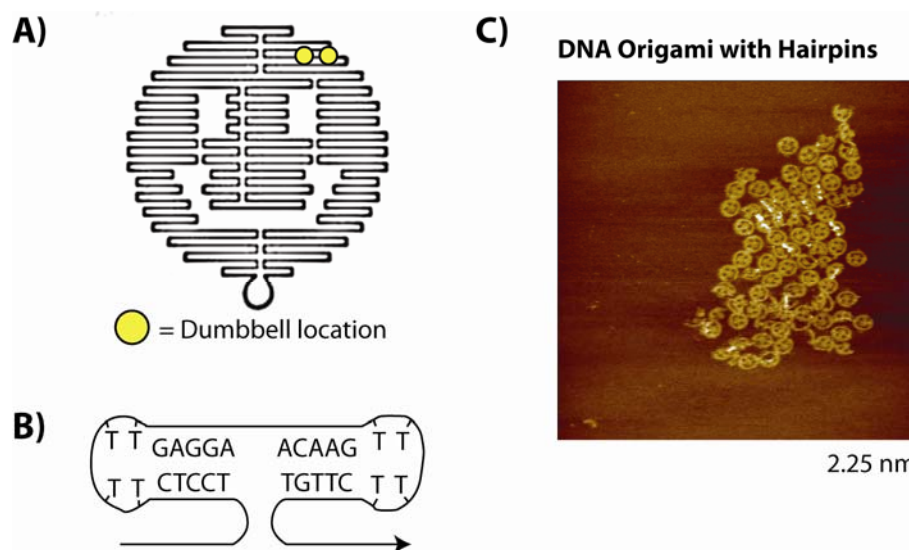 A)
= Dumbbell location
B)
T T GAGGA ACAAG T T
T T CTCCT TGTTC T T
C)
DNA Origami with Hairpins
2.25 nm